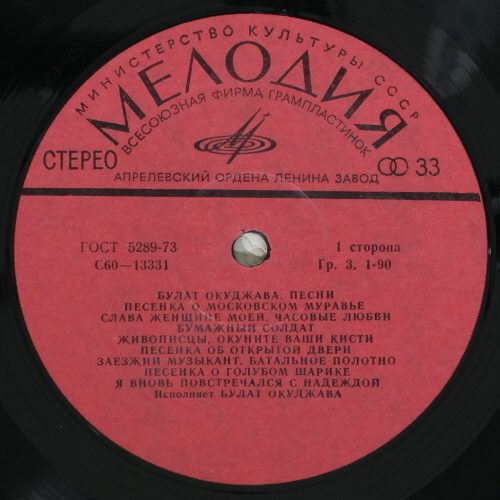 МИНИСТЕРСТВО КУЛЬТУРЫ СССР
МЕЛОДИЯ
ВСЕСОЮЗНАЯ ФИРМА ГРАМПЛАСТИНОК
СТЕРЕО
33
АПРЕЛЕВСКИЙ ОРДЕНА ЛЕНИНА ЗАВОД
ГОСТ 5289-73
1 сторона
С60—13331
Гр. 3. 1-90
БУЛАТ ОКУДЖАВА. ПЕСНИ
ПЕСЕНКА О МОСКОВСКОМ МУРАВЬЕ
СЛАВА ЖЕНЩИНЕ МОЕЙ. ЧАСОВЫЕ ЛЮБВИ
БУМАЖНЫЙ СОЛДАТ
ЖИВОПИСЦЫ, ОКУНИТЕ ВАШИ КИСТИ
ПЕСЕНКА ОБ ОТКРЫТОЙ ДВЕРИ
ЗАЕЗЖИЙ МУЗЫКАНТ. БАТАЛЬНОЕ ПОЛОТНО
ПЕСЕНКА О ГОЛУБОМ ШАРИКЕ
Я ВНОВЬ ПОВСТРЕЧАЛСЯ С НАДЕЖДОЙ
Исполняет БУЛАТ ОКУДЖАВА